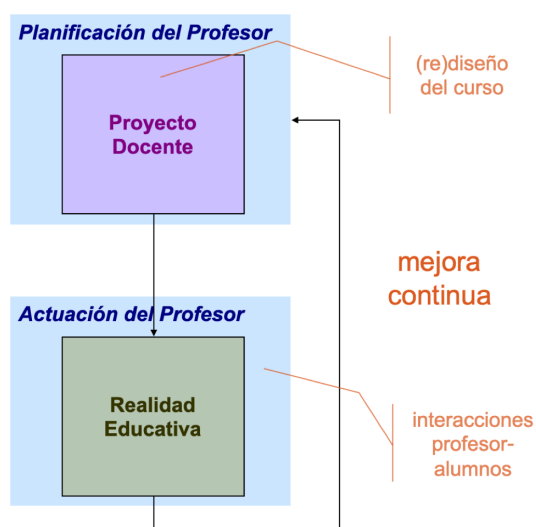 Planificación del Profesor
(re)diseño
del curso
Proyecto
Docente
mejora
continua
Actuación del Profesor
Realidad
Educativa
interacciones
profesor-
alumnos